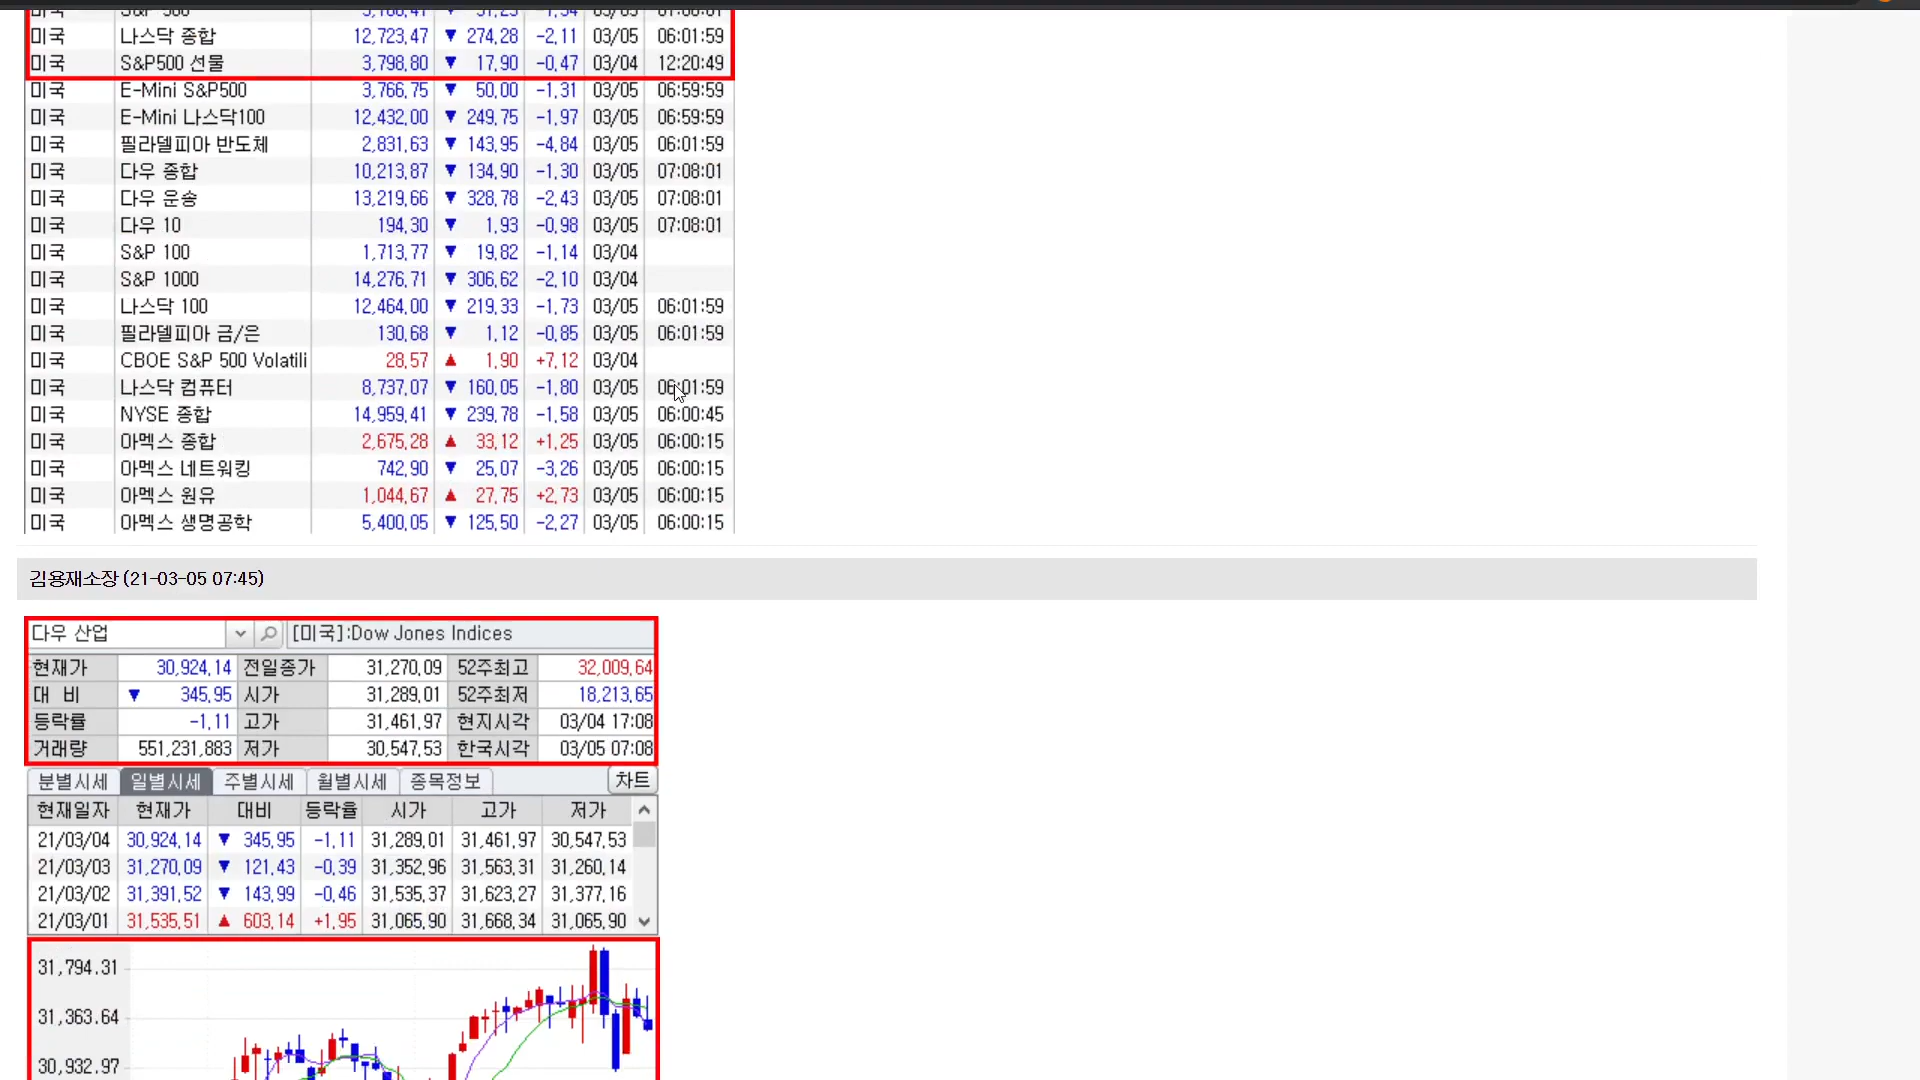 미국 S&P 500 ▼ 51.25 -1.34 03/05 07:08:01
미국 나스닥 종합 12,723.47 ▼ 274.28 -2.11 03/05 06:01:59
미국 S&P500 선물 3,798.80 ▼ 17.90 -0.47 03/04 12:20:49
미국 E-Mini S&P500 3,766.75 ▼ 50.00 -1.31 03/05 06:59:59
미국 E-Mini 나스닥100 12,432.00 ▼ 249.75 -1.97 03/05 06:59:59
미국 필라델피아 반도체 2,831.63 ▼ 143.95 -4.84 03/05 06:01:59
미국 다우 종합 10,213.87 ▼ 134.90 -1.30 03/05 07:08:01
미국 다우 운송 13,219.66 ▼ 328.78 -2.43 03/05 07:08:01
미국 다우 10 194.30 ▼ 1.93 -0.98 03/05 07:08:01
미국 S&P 100 1,713.77 ▼ 19.82 -1.14 03/04
미국 S&P 1000 14,276.71 ▼ 306.62 -2.10 03/04
미국 나스닥 100 12,464.00 ▼ 219.33 -1.73 03/05 06:01:59
미국 필라델피아 금/은 130.68 ▼ 1.12 -0.85 03/05 06:01:59
미국 CBOE S&P 500 Volatili 28.57 ▲ 1.90 +7.12 03/04
미국 나스닥 컴퓨터 8,737.07 ▼ 160.05 -1.80 03/05 06:01:59
미국 NYSE 종합 14,959.41 ▼ 239.78 -1.58 03/05 06:00:45
미국 아멕스 종합 2,675.28 ▲ 33.12 +1.25 03/05 06:00:15
미국 아멕스 네트워킹 742.90 ▼ 25.07 -3.26 03/05 06:00:15
미국 아멕스 원유 1,044.67 ▲ 27.75 +2.73 03/05 06:00:15
미국 아멕스 생명공학 5,400.05 ▼ 125.50 -2.27 03/05 06:00:15
김용재소장 (21-03-05 07:45)
다우 산업 [미국]:Dow Jones Indices
현재가 30,924.14 전일종가 31,270.09 52주최고 32,009.64
대 비 ▼ 345.95 시가 31,289.01 52주최저 18,213.65
등락률 -1.11 고가 31,461.97 현지시각 03/04 17:08
거래량 551,231,883 저가 30,547.53 한국시각 03/05 07:08
분별시세 일별시세 주별시세 월별시세 종목정보 차트
현재일자 현재가 대비 등락율 시가 고가 저가
21/03/04 30,924.14 ▼ 345.95 -1.11 31,289.01 31,461.97 30,547.53
21/03/03 31,270.09 ▼ 121.43 -0.39 31,352.96 31,563.31 31,260.14
21/03/02 31,391.52 ▼ 143.99 -0.46 31,535.37 31,623.27 31,377.16
21/03/01 31,535.51 ▲ 603.14 +1.95 31,065.90 31,668.34 31,065.90
31,794.31
31,363.64
30,932.97